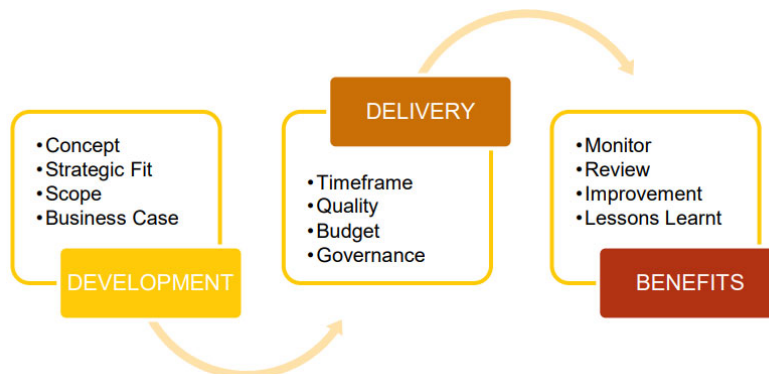 • Concept
• Strategic Fit
• Scope
• Business Case
DEVELOPMENT
DELIVERY
• Timeframe
• Quality
• Budget
• Governance
• Monitor
• Review
• Improvement
• Lessons Learnt
BENEFITS